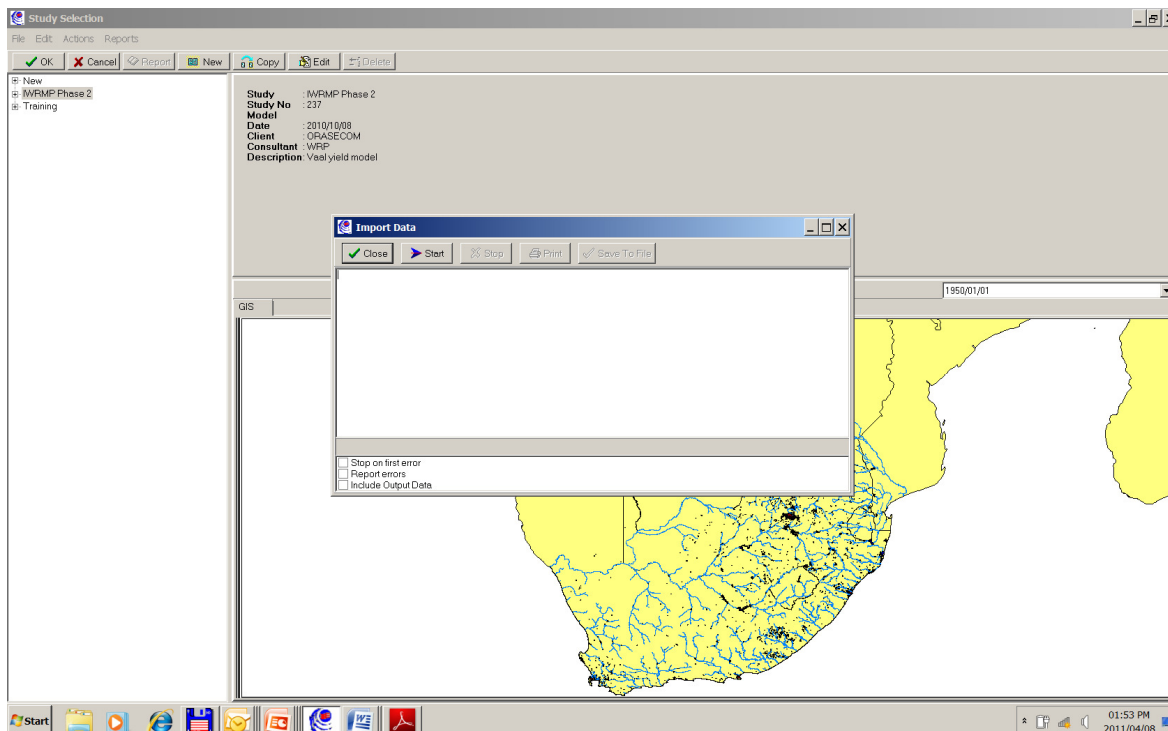 Study Selection
File Edit Actions Reports
OK Cancel Report New Copy Edit Delete
New
IWRMP Phase 2
Training
Study : IWRMP Phase 2
Study No : 237
Model
Date : 2010/10/08
Client : ORASECOM
Consultant : WRP
Description : Vaal yield model
Import Data
Close Start Stop Print Save To File
1950/01/01
GIS
Stop on first error
Report errors
Include Output Data
Start
01:53 PM
2011/04/08